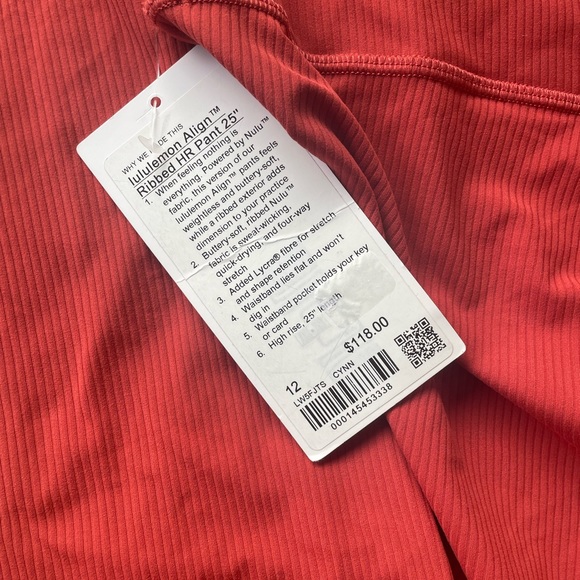 WHY WE MADE THIS
lululemon Align™
Ribbed HR Pant 25"
1. When feeling nothing is
everything. Powered by Nulu™
fabric, this version of our
lululemon Align™ pants feels
weightless and buttery-soft,
while a ribbed exterior adds
dimension to your practice
2. Buttery-soft, ribbed Nulu™
fabric is sweat-wicking,
quick-drying, and four-way
stretch
3. Added Lycra® fibre for stretch
and shape retention
4. Waistband lies flat and won't
dig in
5. Waistband pocket holds your key
or card
6. High rise, 25" length
$118.00
12
LW5FJTS CYNN
000145453338